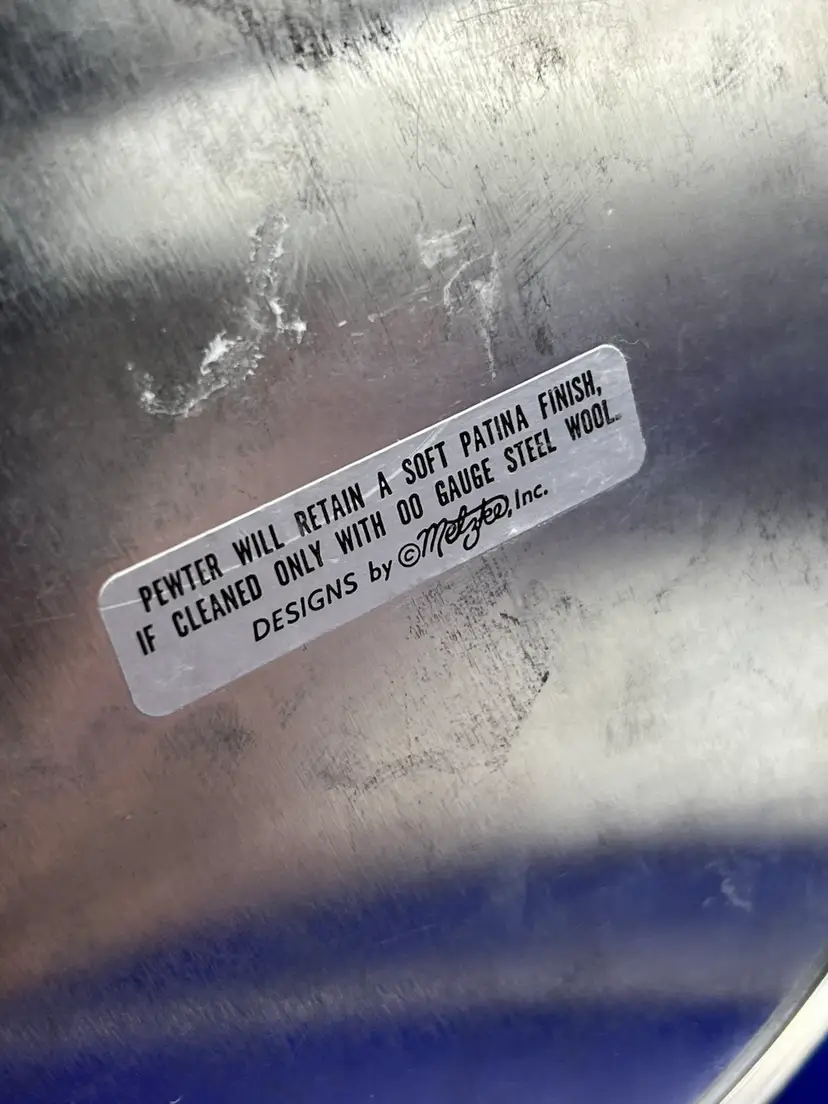 PEWTER WILL RETAIN A SOFT PATINA FINISH,
IF CLEANED ONLY WITH 00 GAUGE STEEL WOOL.
DESIGNS by © Metzke, Inc.